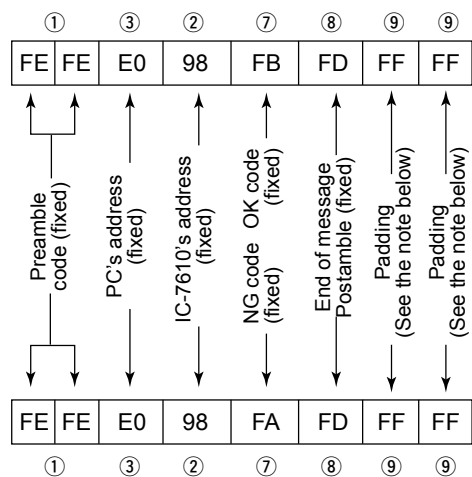 ① ③ ② ⑦ ⑧ ⑨ ⑨
FE FE E0 98 FB FD FF FF
Preamble
code (fixed)
PC's address
(fixed)
IC-7610's address
(fixed)
NG code OK code
(fixed) (fixed)
End of message
Postamble (fixed)
Padding
(See the note below)
Padding
(See the note below)
FE FE E0 98 FA FD FF FF
① ③ ② ⑦ ⑧ ⑨ ⑨